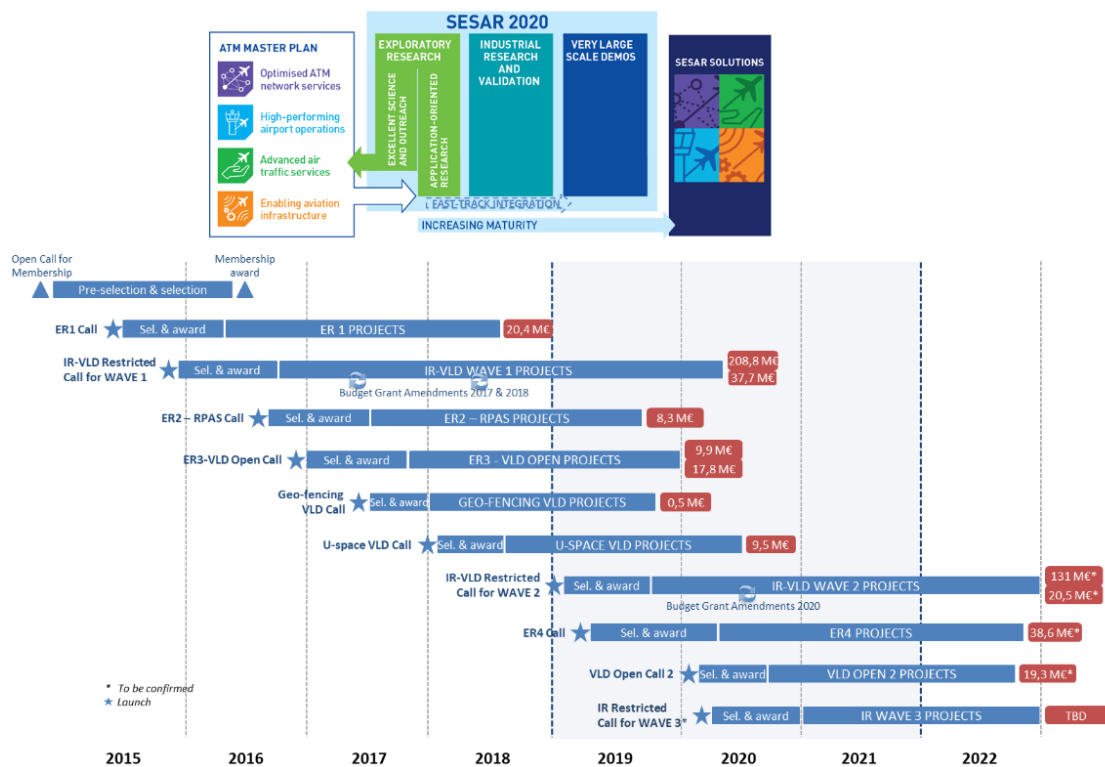 SESAR 2020
ATM MASTER PLAN
Optimised ATM
network services
High-performing
airport operations
Advanced air
traffic services
Enabling aviation
infrastructure
EXPLORATORY
RESEARCH
EXCELLENT SCIENCE
AND OUTREACH
APPLICATION-ORIENTED
RESEARCH
INDUSTRIAL
RESEARCH
AND
VALIDATION
VERY LARGE
SCALE DEMOS
SESAR SOLUTIONS
FAST-TRACK INTEGRATION
INCREASING MATURITY
Open Call for
Membership
Membership
award
Pre-selection & selection
ER1 Call
Sel. & award
ER 1 PROJECTS
20,4 M€
IR-VLD Restricted
Call for WAVE 1
Sel. & award
IR-VLD WAVE 1 PROJECTS
208,8 M€
37,7 M€
Budget Grant Amendments 2017 & 2018
ER2 – RPAS Call
Sel. & award
ER2 – RPAS PROJECTS
8,3 M€
ER3-VLD Open Call
Sel. & award
ER3 - VLD OPEN PROJECTS
9,9 M€
17,8 M€
Geo-fencing
VLD Call
Sel. & award
GEO-FENCING VLD PROJECTS
0,5 M€
U-space VLD Call
Sel. & award
U-SPACE VLD PROJECTS
9,5 M€
IR-VLD Restricted
Call for WAVE 2
Sel. & award
IR-VLD WAVE 2 PROJECTS
131 M€*
20,5 M€*
Budget Grant Amendments 2020
ER4 Call
Sel. & award
ER4 PROJECTS
38,6 M€*
VLD Open Call 2
Sel. & award
VLD OPEN 2 PROJECTS
19,3 M€*
IR Restricted
Call for WAVE 3*
Sel. & award
IR WAVE 3 PROJECTS
TBD
* To be confirmed
Launch
2015 2016 2017 2018 2019 2020 2021 2022